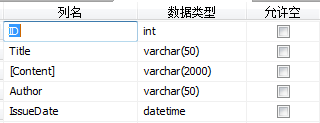 列名 数据类型 允许空
ID int
Title varchar(50)
[Content] varchar(2000)
Author varchar(50)
IssueDate datetime